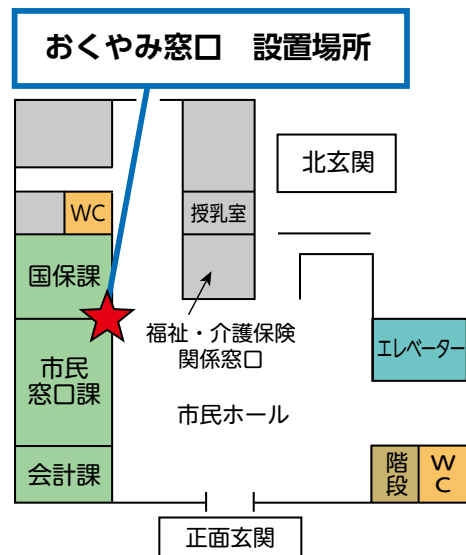 おくやみ窓口　設置場所
北玄関
WC
授乳室
国保課
福祉・介護保険
関係窓口
エレベーター
市民
窓口課
市民ホール
会計課
階段
WC
正面玄関